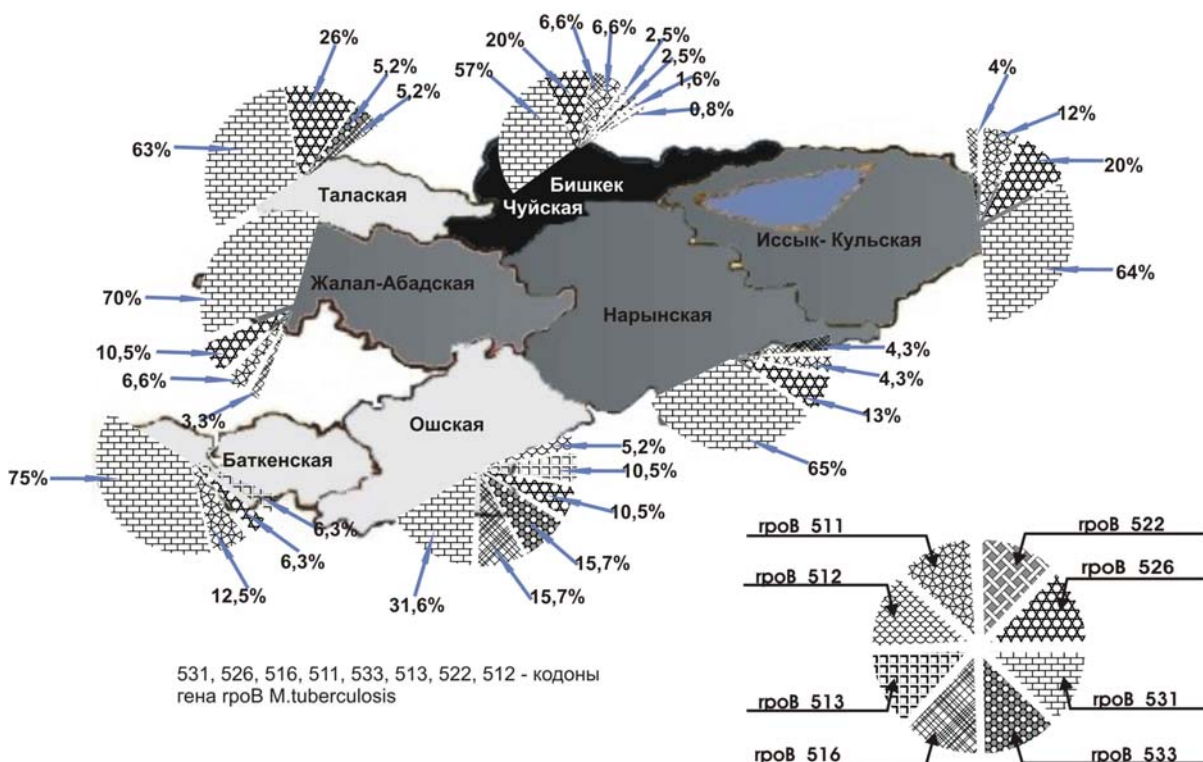 26%
5,2%
5,2%
63%
6,6%
6,6%
20%
57%
2,5%
2,5%
1,6%
0,8%
4%
12%
20%
64%
Талаская
Бишкек
Чуйская
Иссык- Кульская
Жалал-Абадская
Нарынская
70%
10,5%
6,6%
3,3%
4,3%
4,3%
13%
65%
Ошская
Баткенская
75%
6,3%
6,3%
12,5%
5,2%
10,5%
10,5%
15,7%
15,7%
31,6%
rpoB 511
rpoB 522
rpoB 512
rpoB 526
rpoB 513
rpoB 531
rpoB 516
rpoB 533
531, 526, 516, 511, 533, 513, 522, 512 - кодоны
гена rpoB M.tuberculosis